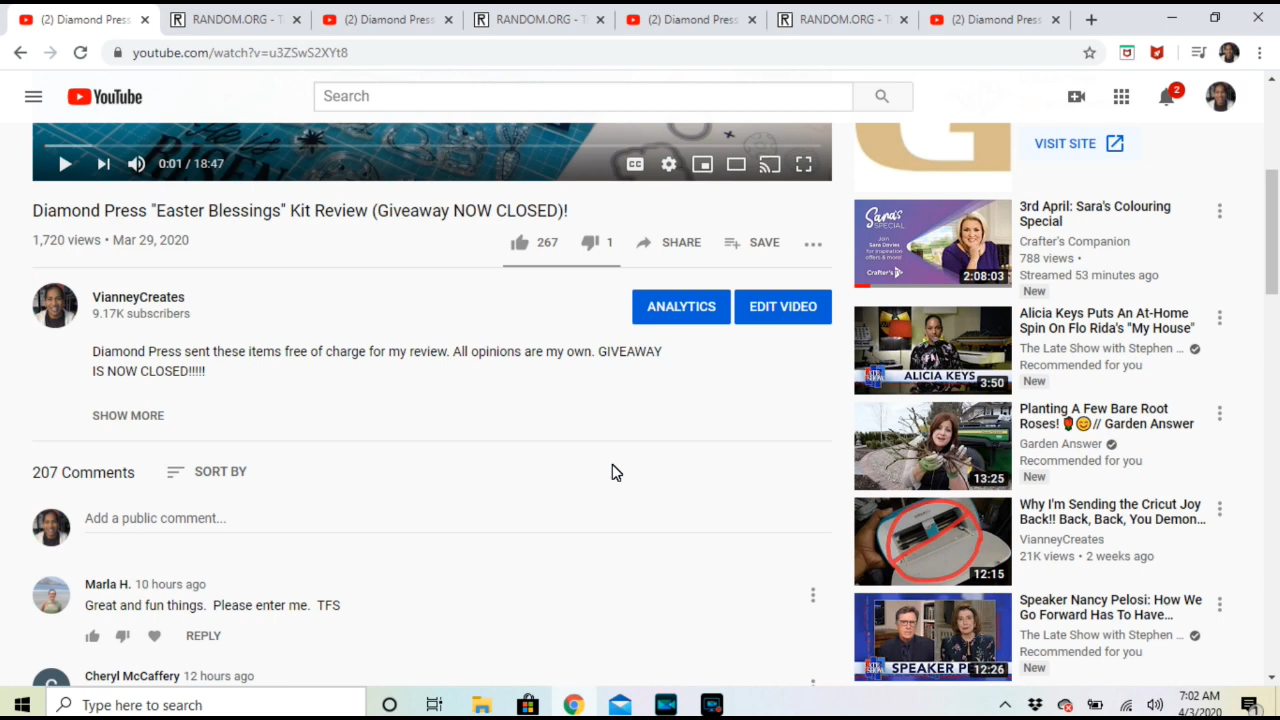 (2) Diamond Press
RANDOM.ORG - T
(2) Diamond Press
RANDOM.ORG - T
(2) Diamond Press
RANDOM.ORG - T
(2) Diamond Press
youtube.com/watch?v=u3ZSwS2XYt8
YouTube
Search
2
0:01 / 18:47
CC
VISIT SITE
Diamond Press "Easter Blessings" Kit Review (Giveaway NOW CLOSED)!
1,720 views • Mar 29, 2020
267
1
SHARE
SAVE
VianneyCreates
9.17K subscribers
ANALYTICS
EDIT VIDEO
Diamond Press sent these items free of charge for my review. All opinions are my own. GIVEAWAY
IS NOW CLOSED!!!!!
SHOW MORE
207 Comments
SORT BY
Add a public comment...
Marla H. 10 hours ago
Great and fun things. Please enter me. TFS
REPLY
Cheryl McCaffery 12 hours ago
Sara's
SPECIAL
2:08:03
3rd April: Sara's Colouring
Special
Crafter's Companion
788 views •
Streamed 53 minutes ago
New
ALICIA KEYS
3:50
Alicia Keys Puts An At-Home
Spin On Flo Rida's "My House"
The Late Show with Stephen ...
Recommended for you
New
13:25
Planting A Few Bare Root
Roses! 🌹😊// Garden Answer
Garden Answer
Recommended for you
New
12:15
Why I'm Sending the Cricut Joy
Back!! Back, Back, You Demon...
VianneyCreates
21K views • 2 weeks ago
SPEAKER P
12:26
Speaker Nancy Pelosi: How We
Go Forward Has To Have...
The Late Show with Stephen ...
Recommended for you
New
Type here to search
7:02 AM
4/3/2020
1